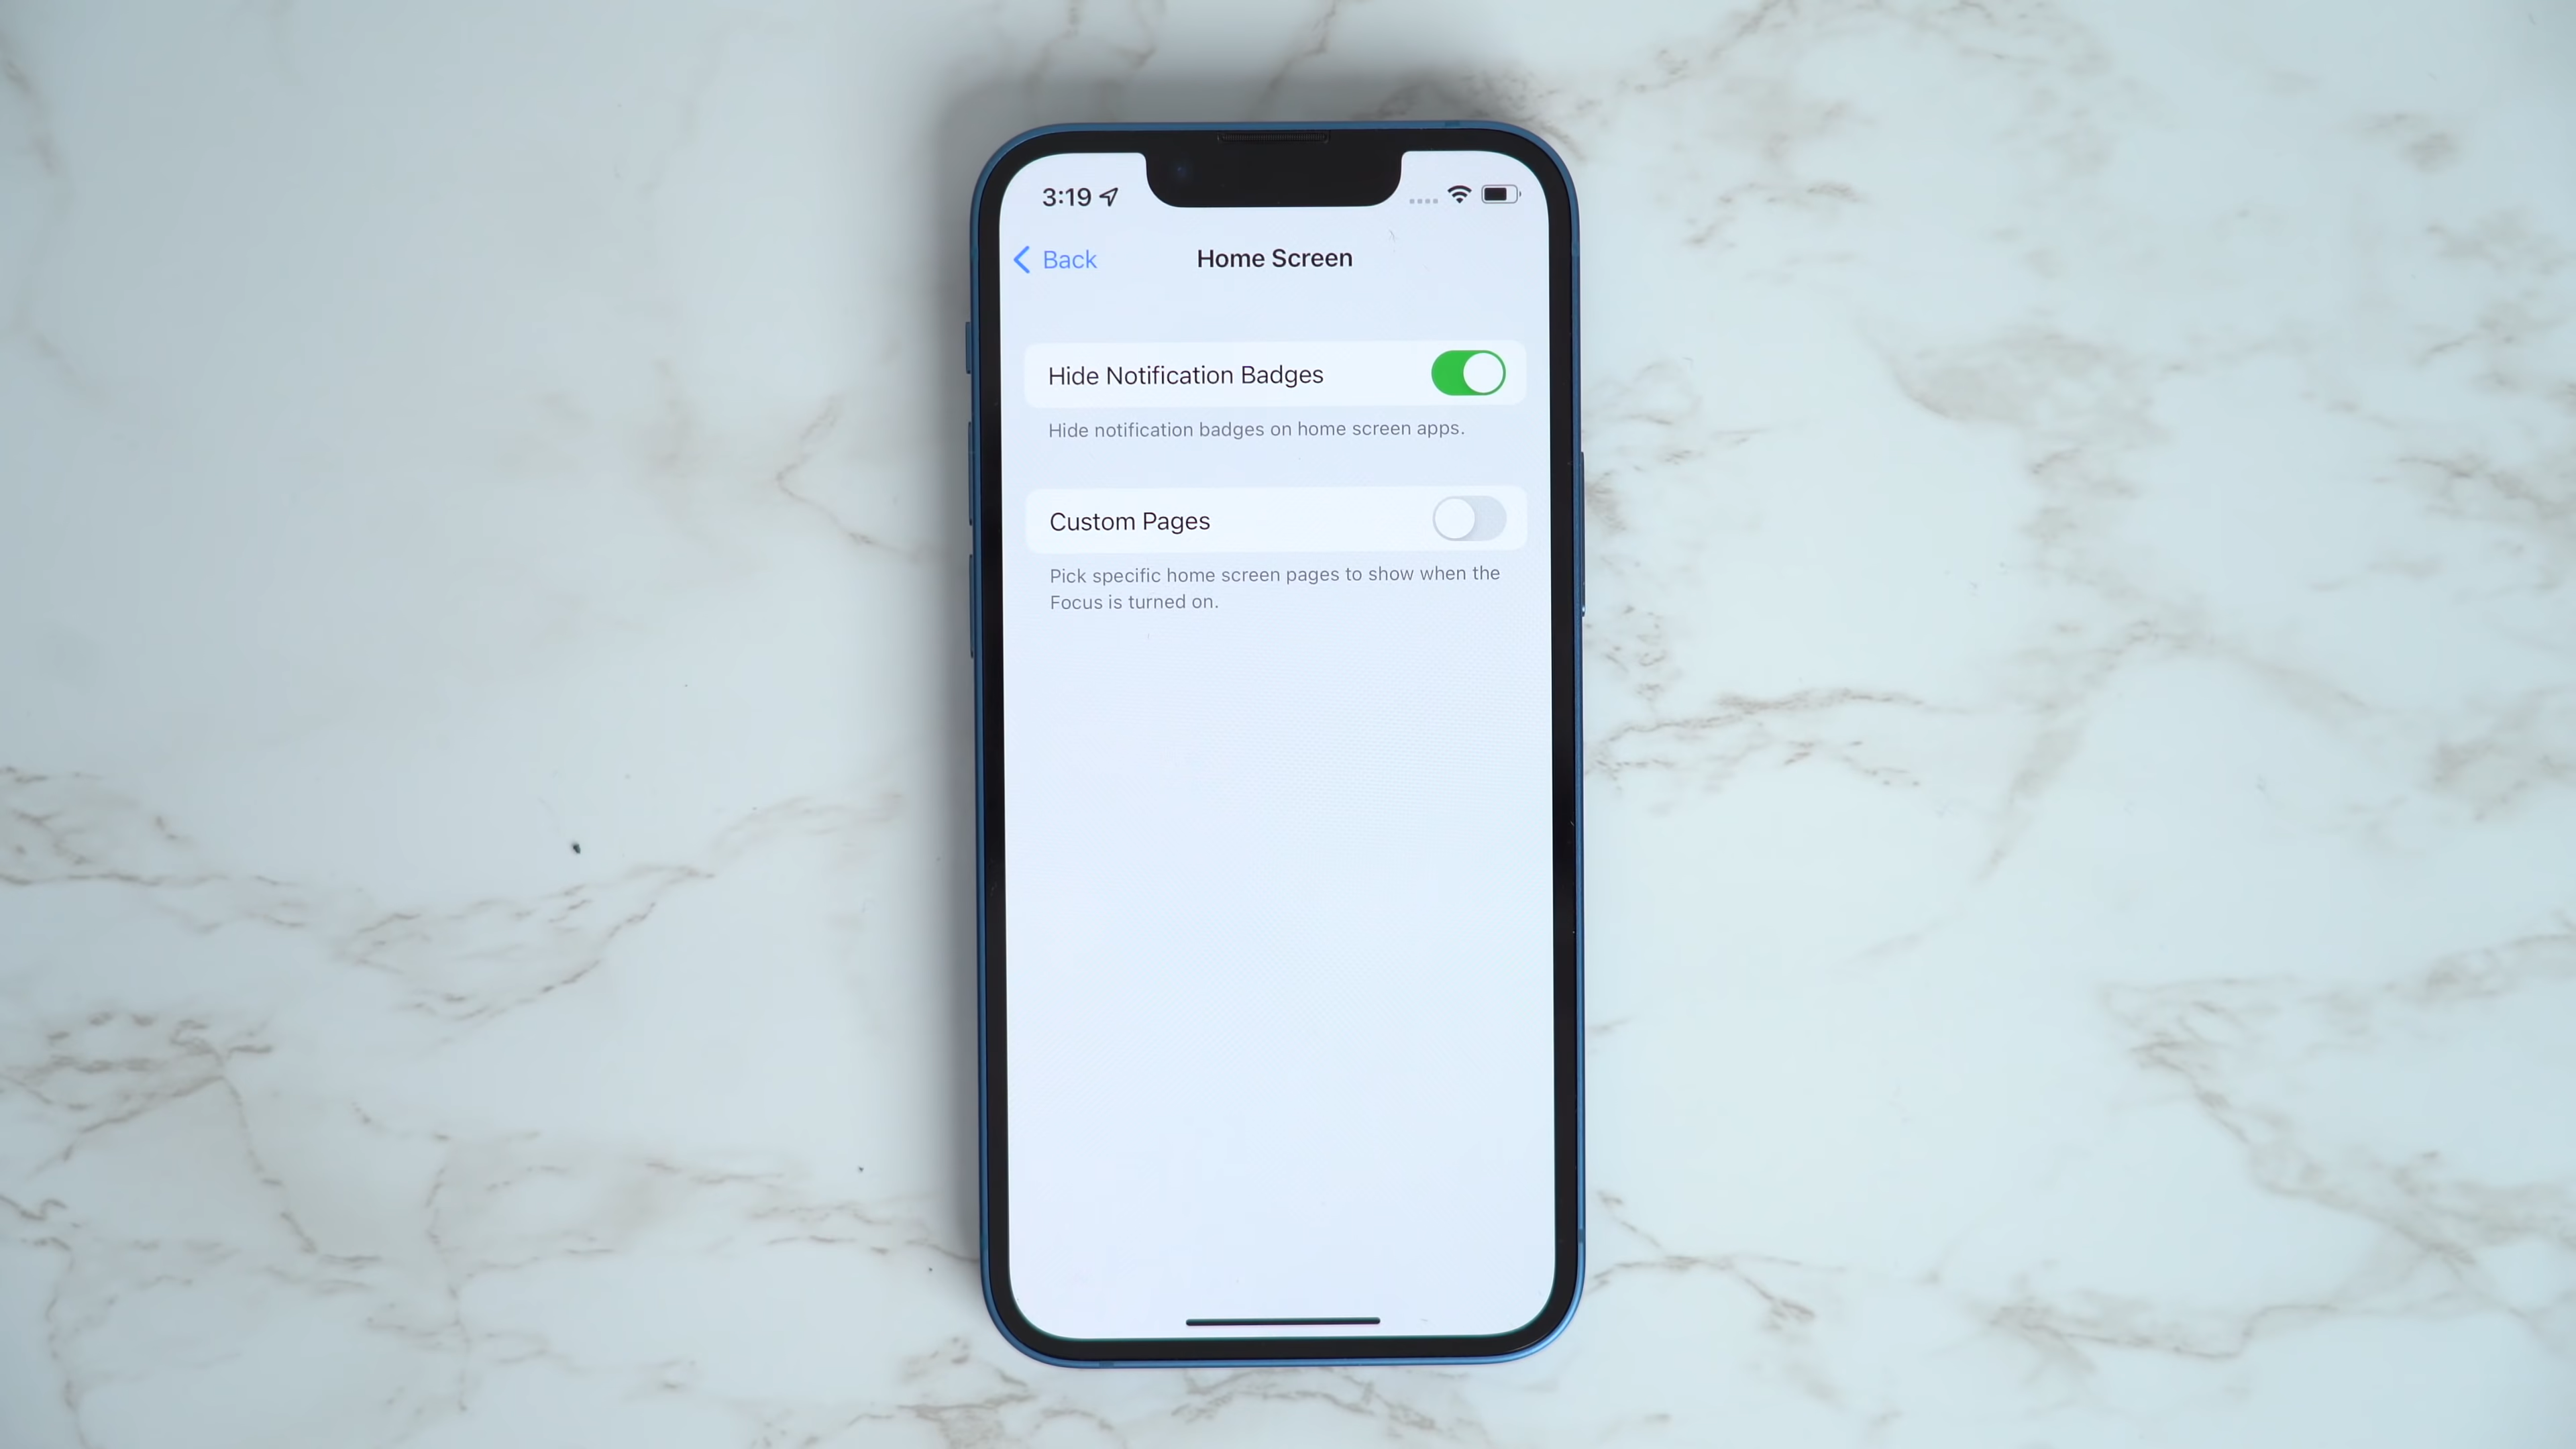 3:19
Back
Home Screen
Hide Notification Badges
Hide notification badges on home screen apps.
Custom Pages
Pick specific home screen pages to show when the
Focus is turned on.